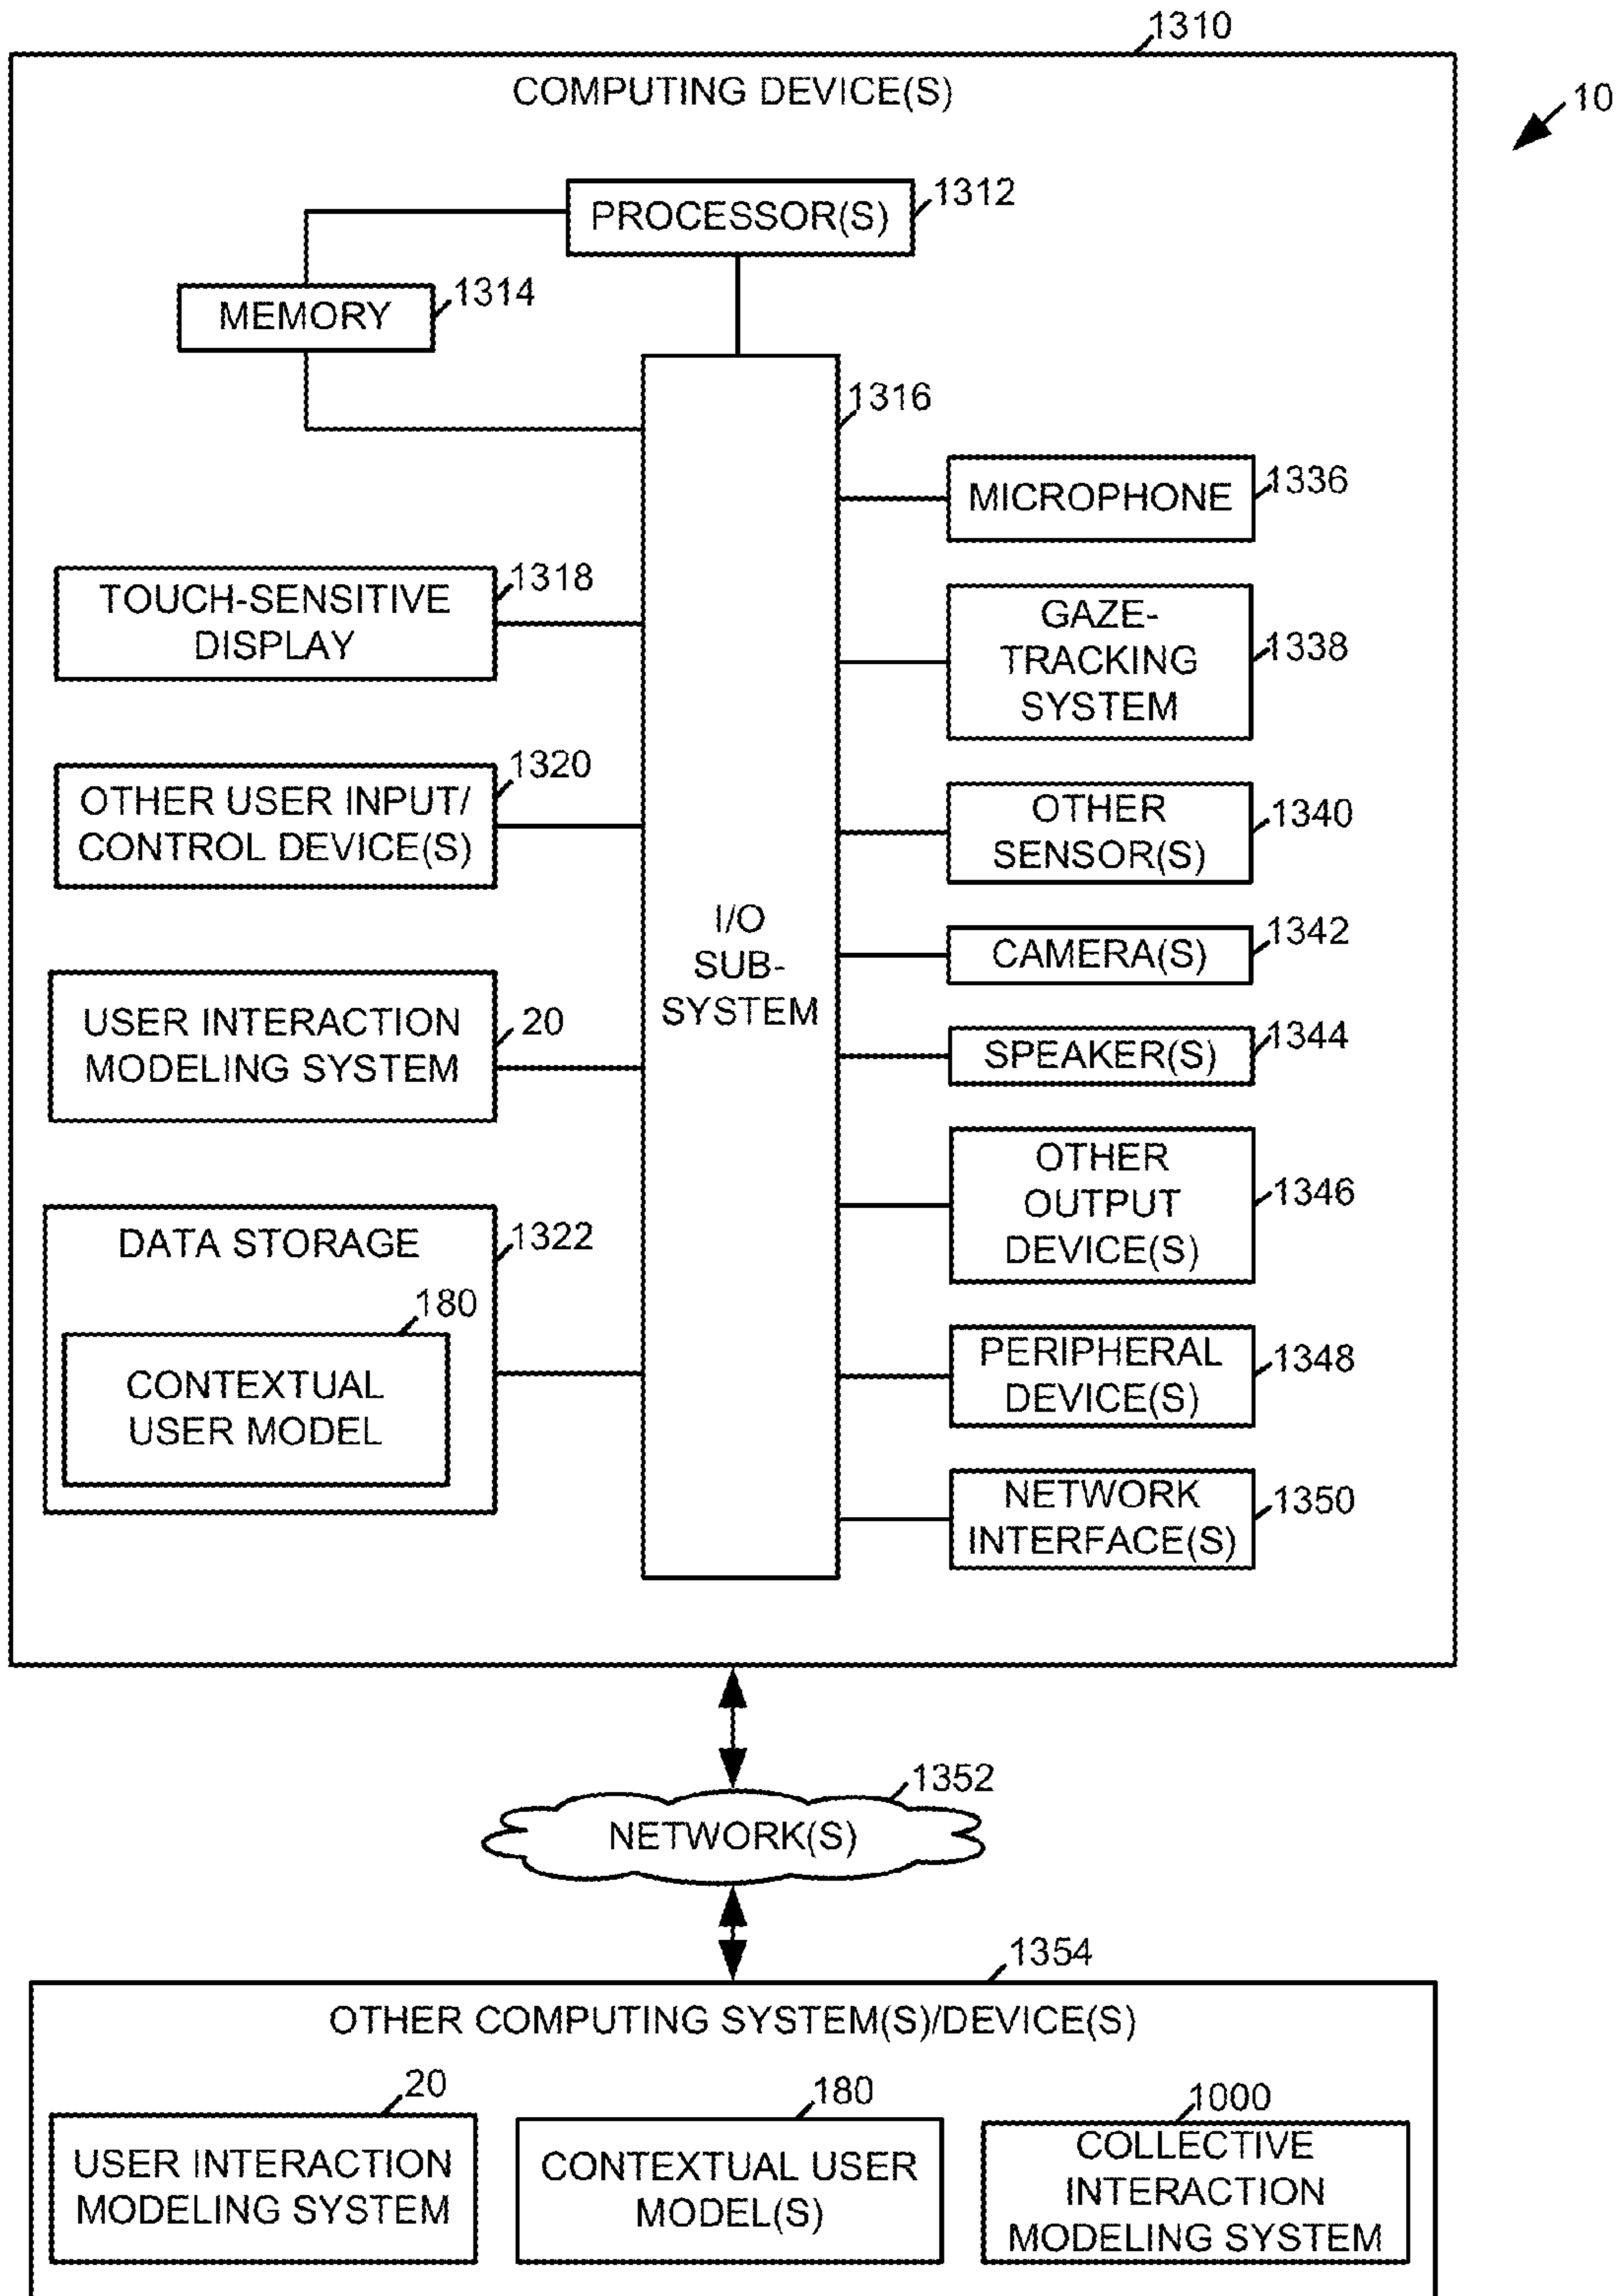 1310
COMPUTING DEVICE(S)
10
PROCESSOR(S)
1312
MEMORY
1314
1316
I/O
SUB-
SYSTEM
TOUCH-SENSITIVE
DISPLAY
1318
OTHER USER INPUT/
CONTROL DEVICE(S)
1320
USER INTERACTION
MODELING SYSTEM
20
DATA STORAGE
1322
180
CONTEXTUAL
USER MODEL
MICROPHONE
1336
GAZE-
TRACKING
SYSTEM
1338
OTHER
SENSOR(S)
1340
CAMERA(S)
1342
SPEAKER(S)
1344
OTHER
OUTPUT
DEVICE(S)
1346
PERIPHERAL
DEVICE(S)
1348
NETWORK
INTERFACE(S)
1350
1352
NETWORK(S)
1354
OTHER COMPUTING SYSTEM(S)/DEVICE(S)
20
USER INTERACTION
MODELING SYSTEM
180
CONTEXTUAL USER
MODEL(S)
1000
COLLECTIVE
INTERACTION
MODELING SYSTEM